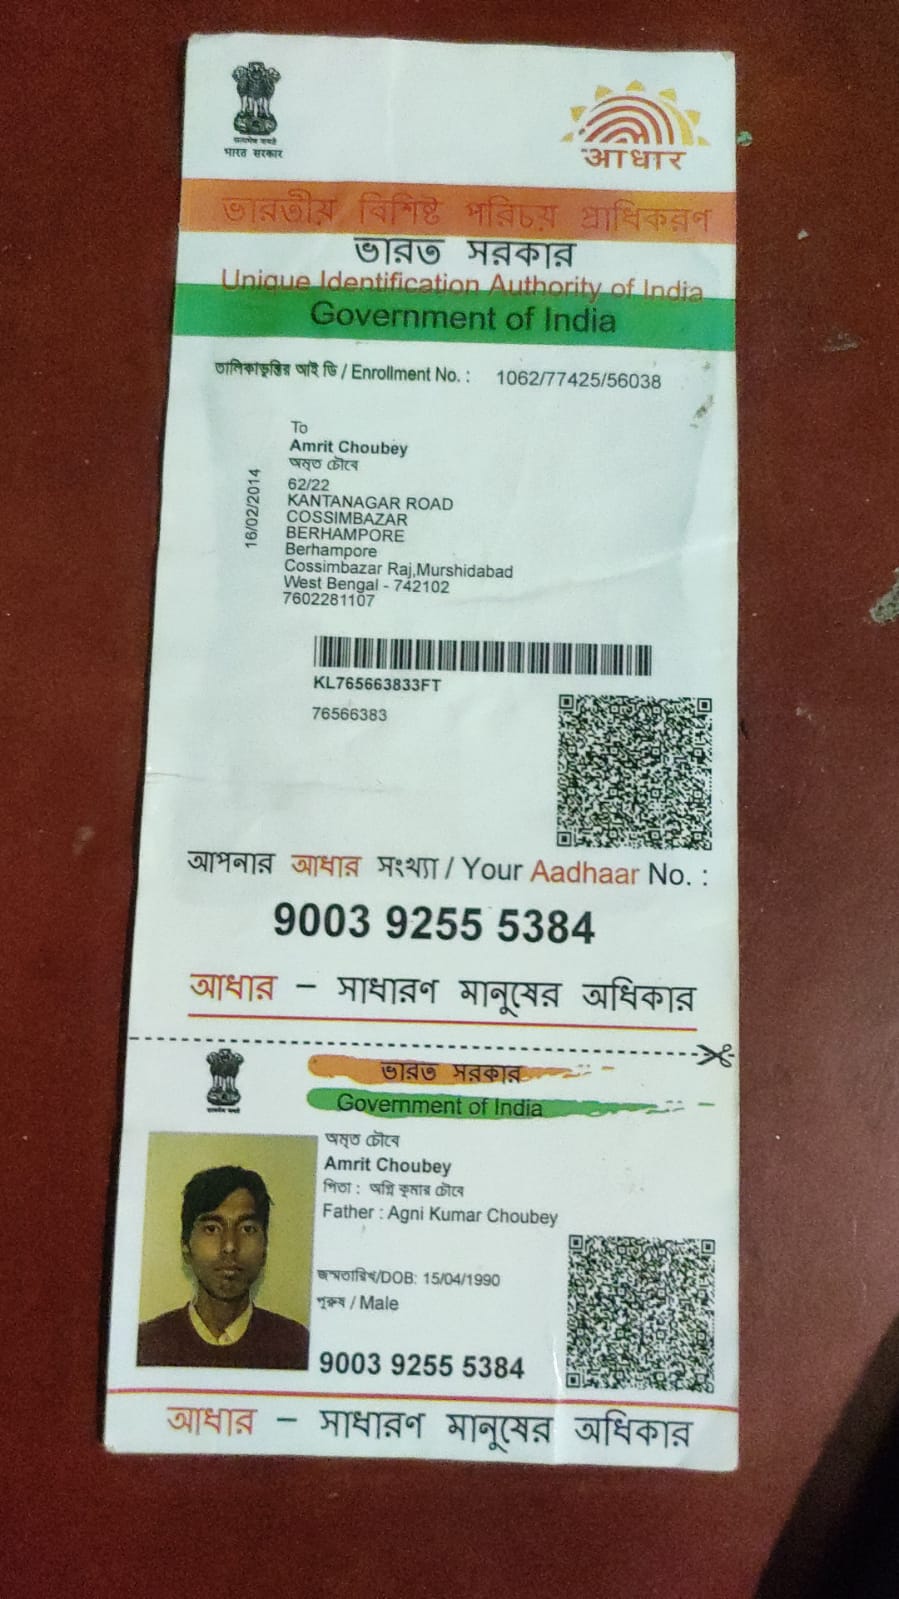 सत्यमेव जयते
भारत सरकार
आधार
ভারতীয় বিশিষ্ট পরিচয় প্রাধিকরণ
ভারত সরকার
Unique Identification Authority of India
Government of India
তালিকাভুক্তির আই ডি / Enrollment No. : 1062/77425/56038
To
Amrit Choubey
অমৃত চৌবে
62/22
KANTANAGAR ROAD
COSSIMBAZAR
BERHAMPORE
Berhampore
Cossimbazar Raj,Murshidabad
West Bengal - 742102
7602281107
16/02/2014
KL765663833FT
76566383
আপনার আধার সংখ্যা / Your Aadhaar No. :
9003 9255 5384
আধার – সাধারণ মানুষের অধিকার
ভারত সরকার
Government of India
অমৃত চৌবে
Amrit Choubey
পিতা : অগ্নি কুমার চৌবে
Father : Agni Kumar Choubey
জন্মতারিখ/DOB: 15/04/1990
পুরুষ / Male
9003 9255 5384
আধার – সাধারণ মানুষের অধিকার